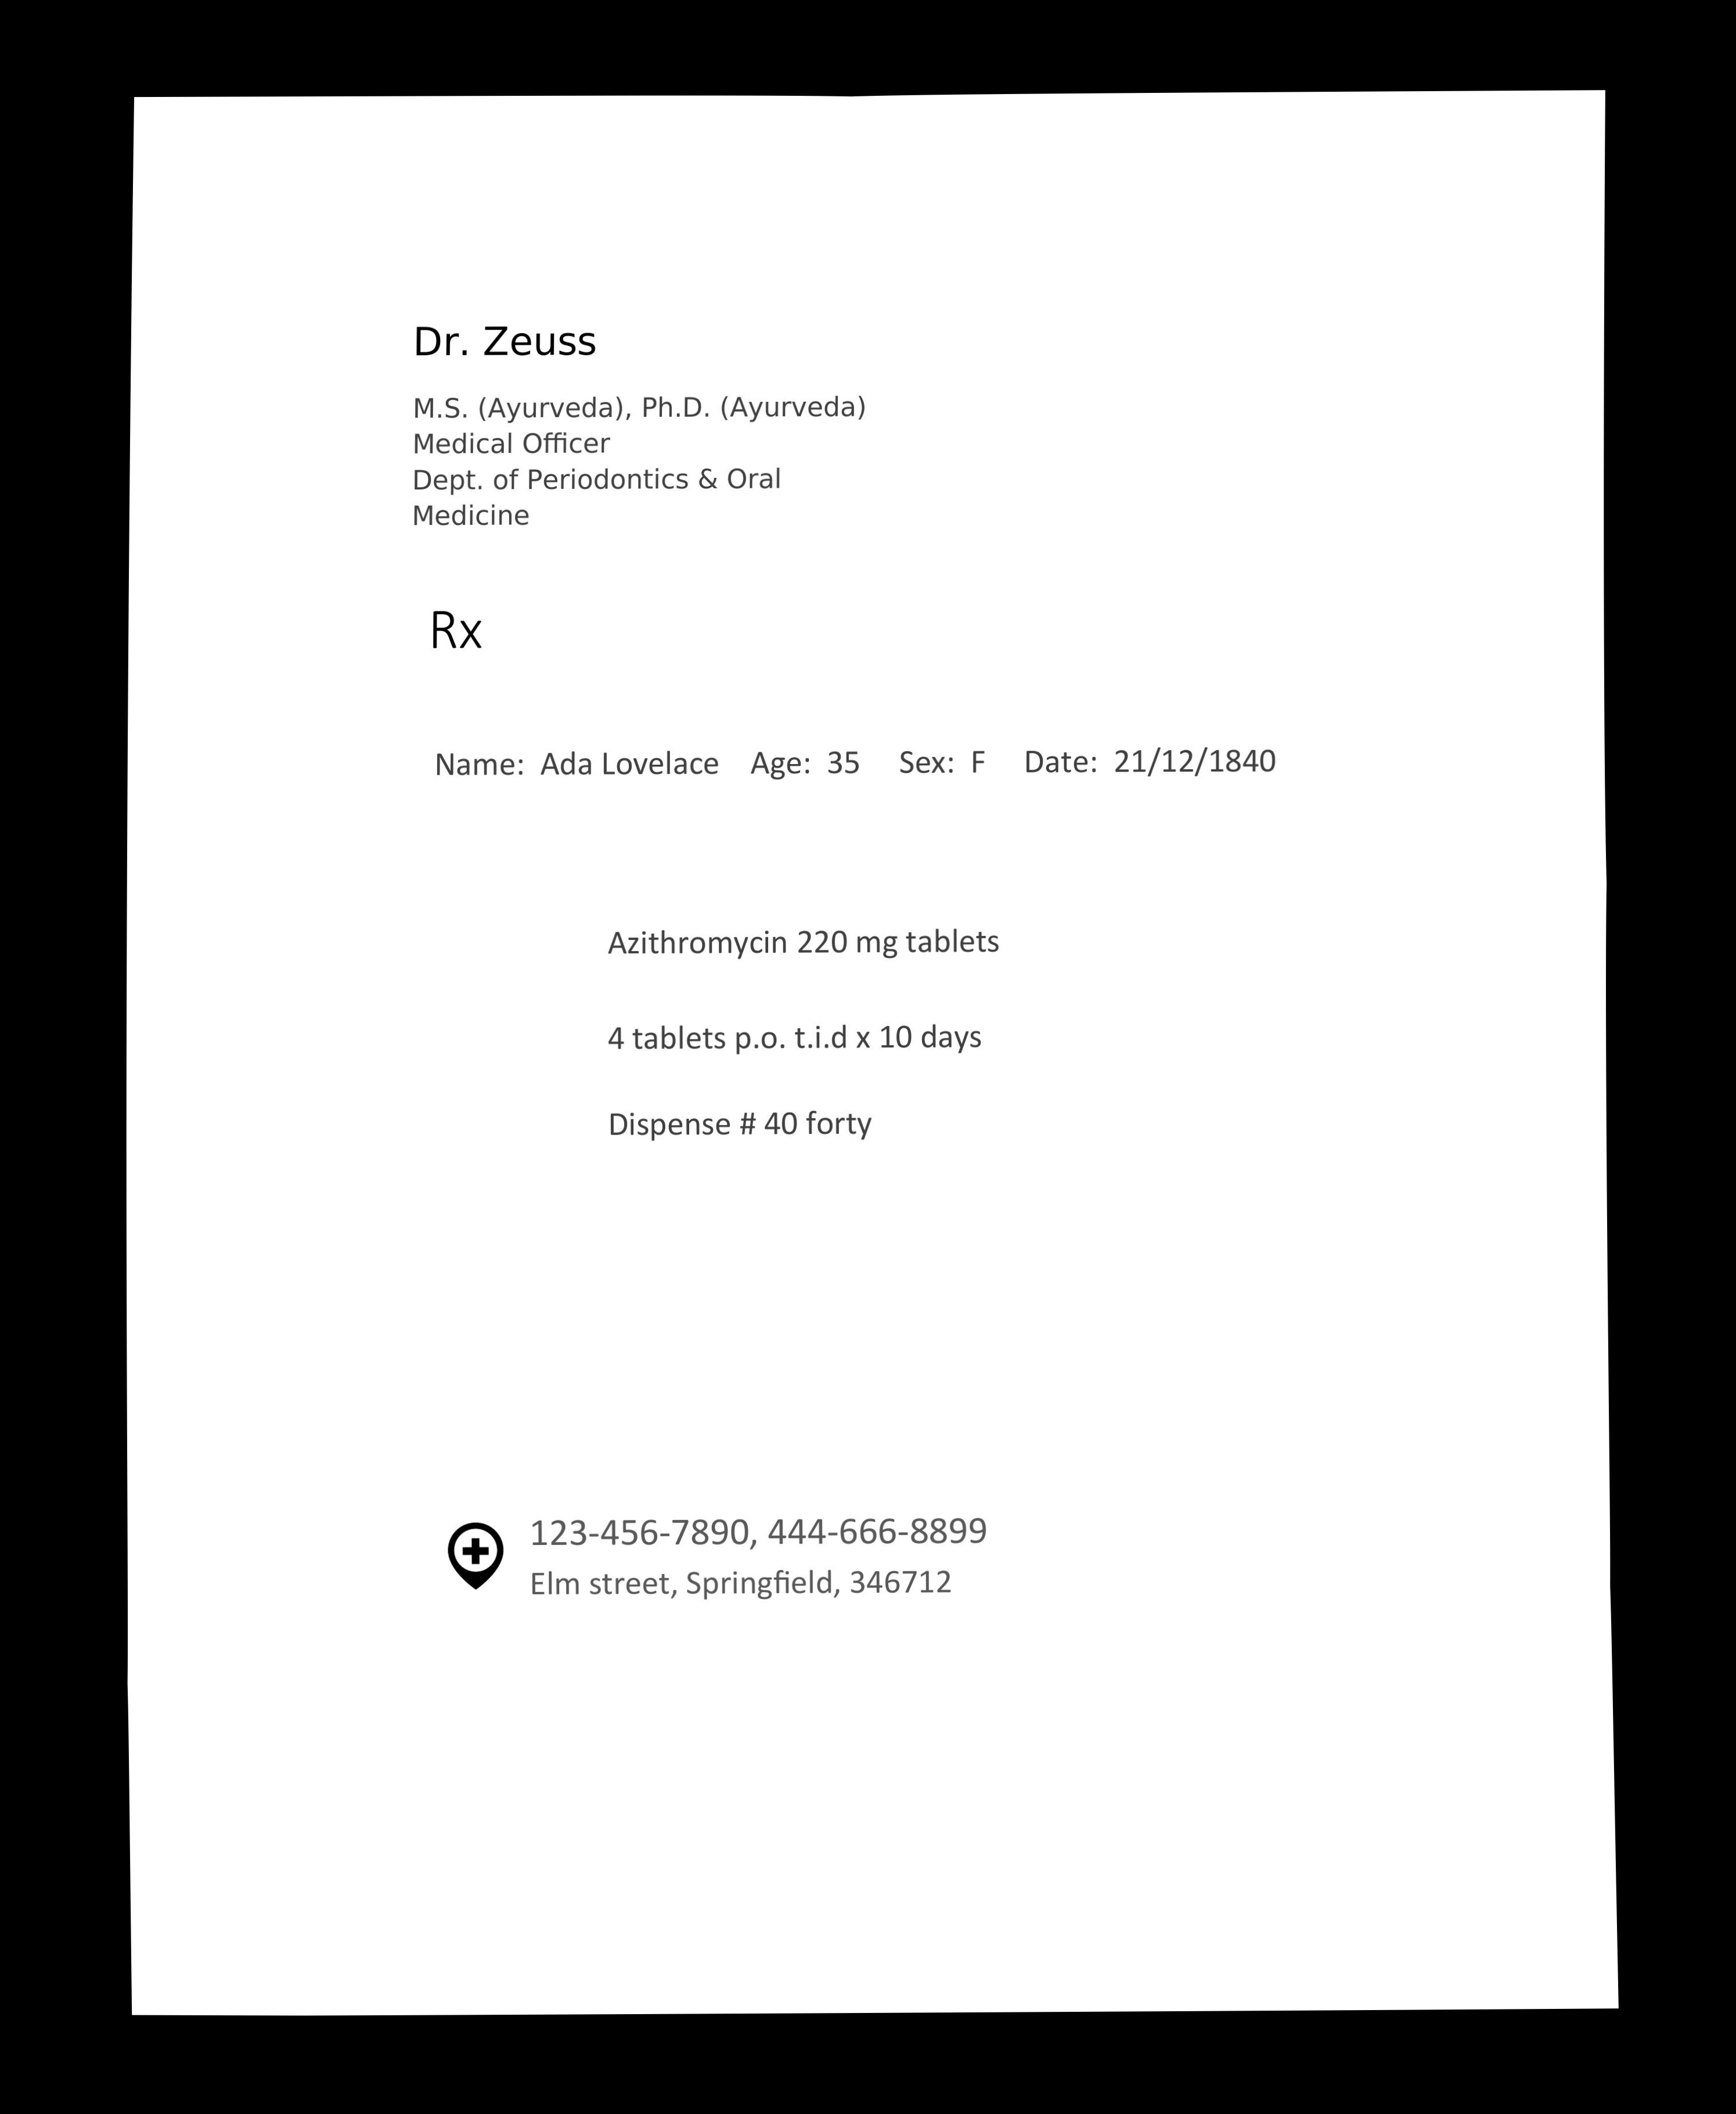 Dr. Zeuss
M.S. (Ayurveda), Ph.D. (Ayurveda)
Medical Officer
Dept. of Periodontics & Oral
Medicine
Rx
Name: Ada Lovelace Age: 35 Sex: F Date: 21/12/1840
Azithromycin 220 mg tablets
4 tablets p.o. t.i.d x 10 days
Dispense # 40 forty
123-456-7890, 444-666-8899
Elm street, Springfield, 346712